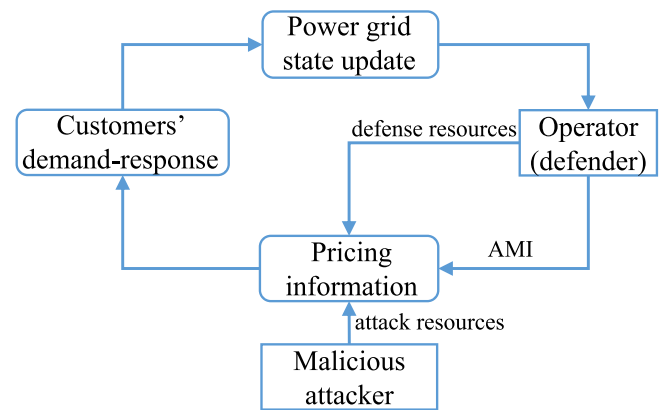 Power grid
state update
Customers’
demand-response
defense resources
Operator
(defender)
AMI
Pricing
information
attack resources
Malicious
attacker